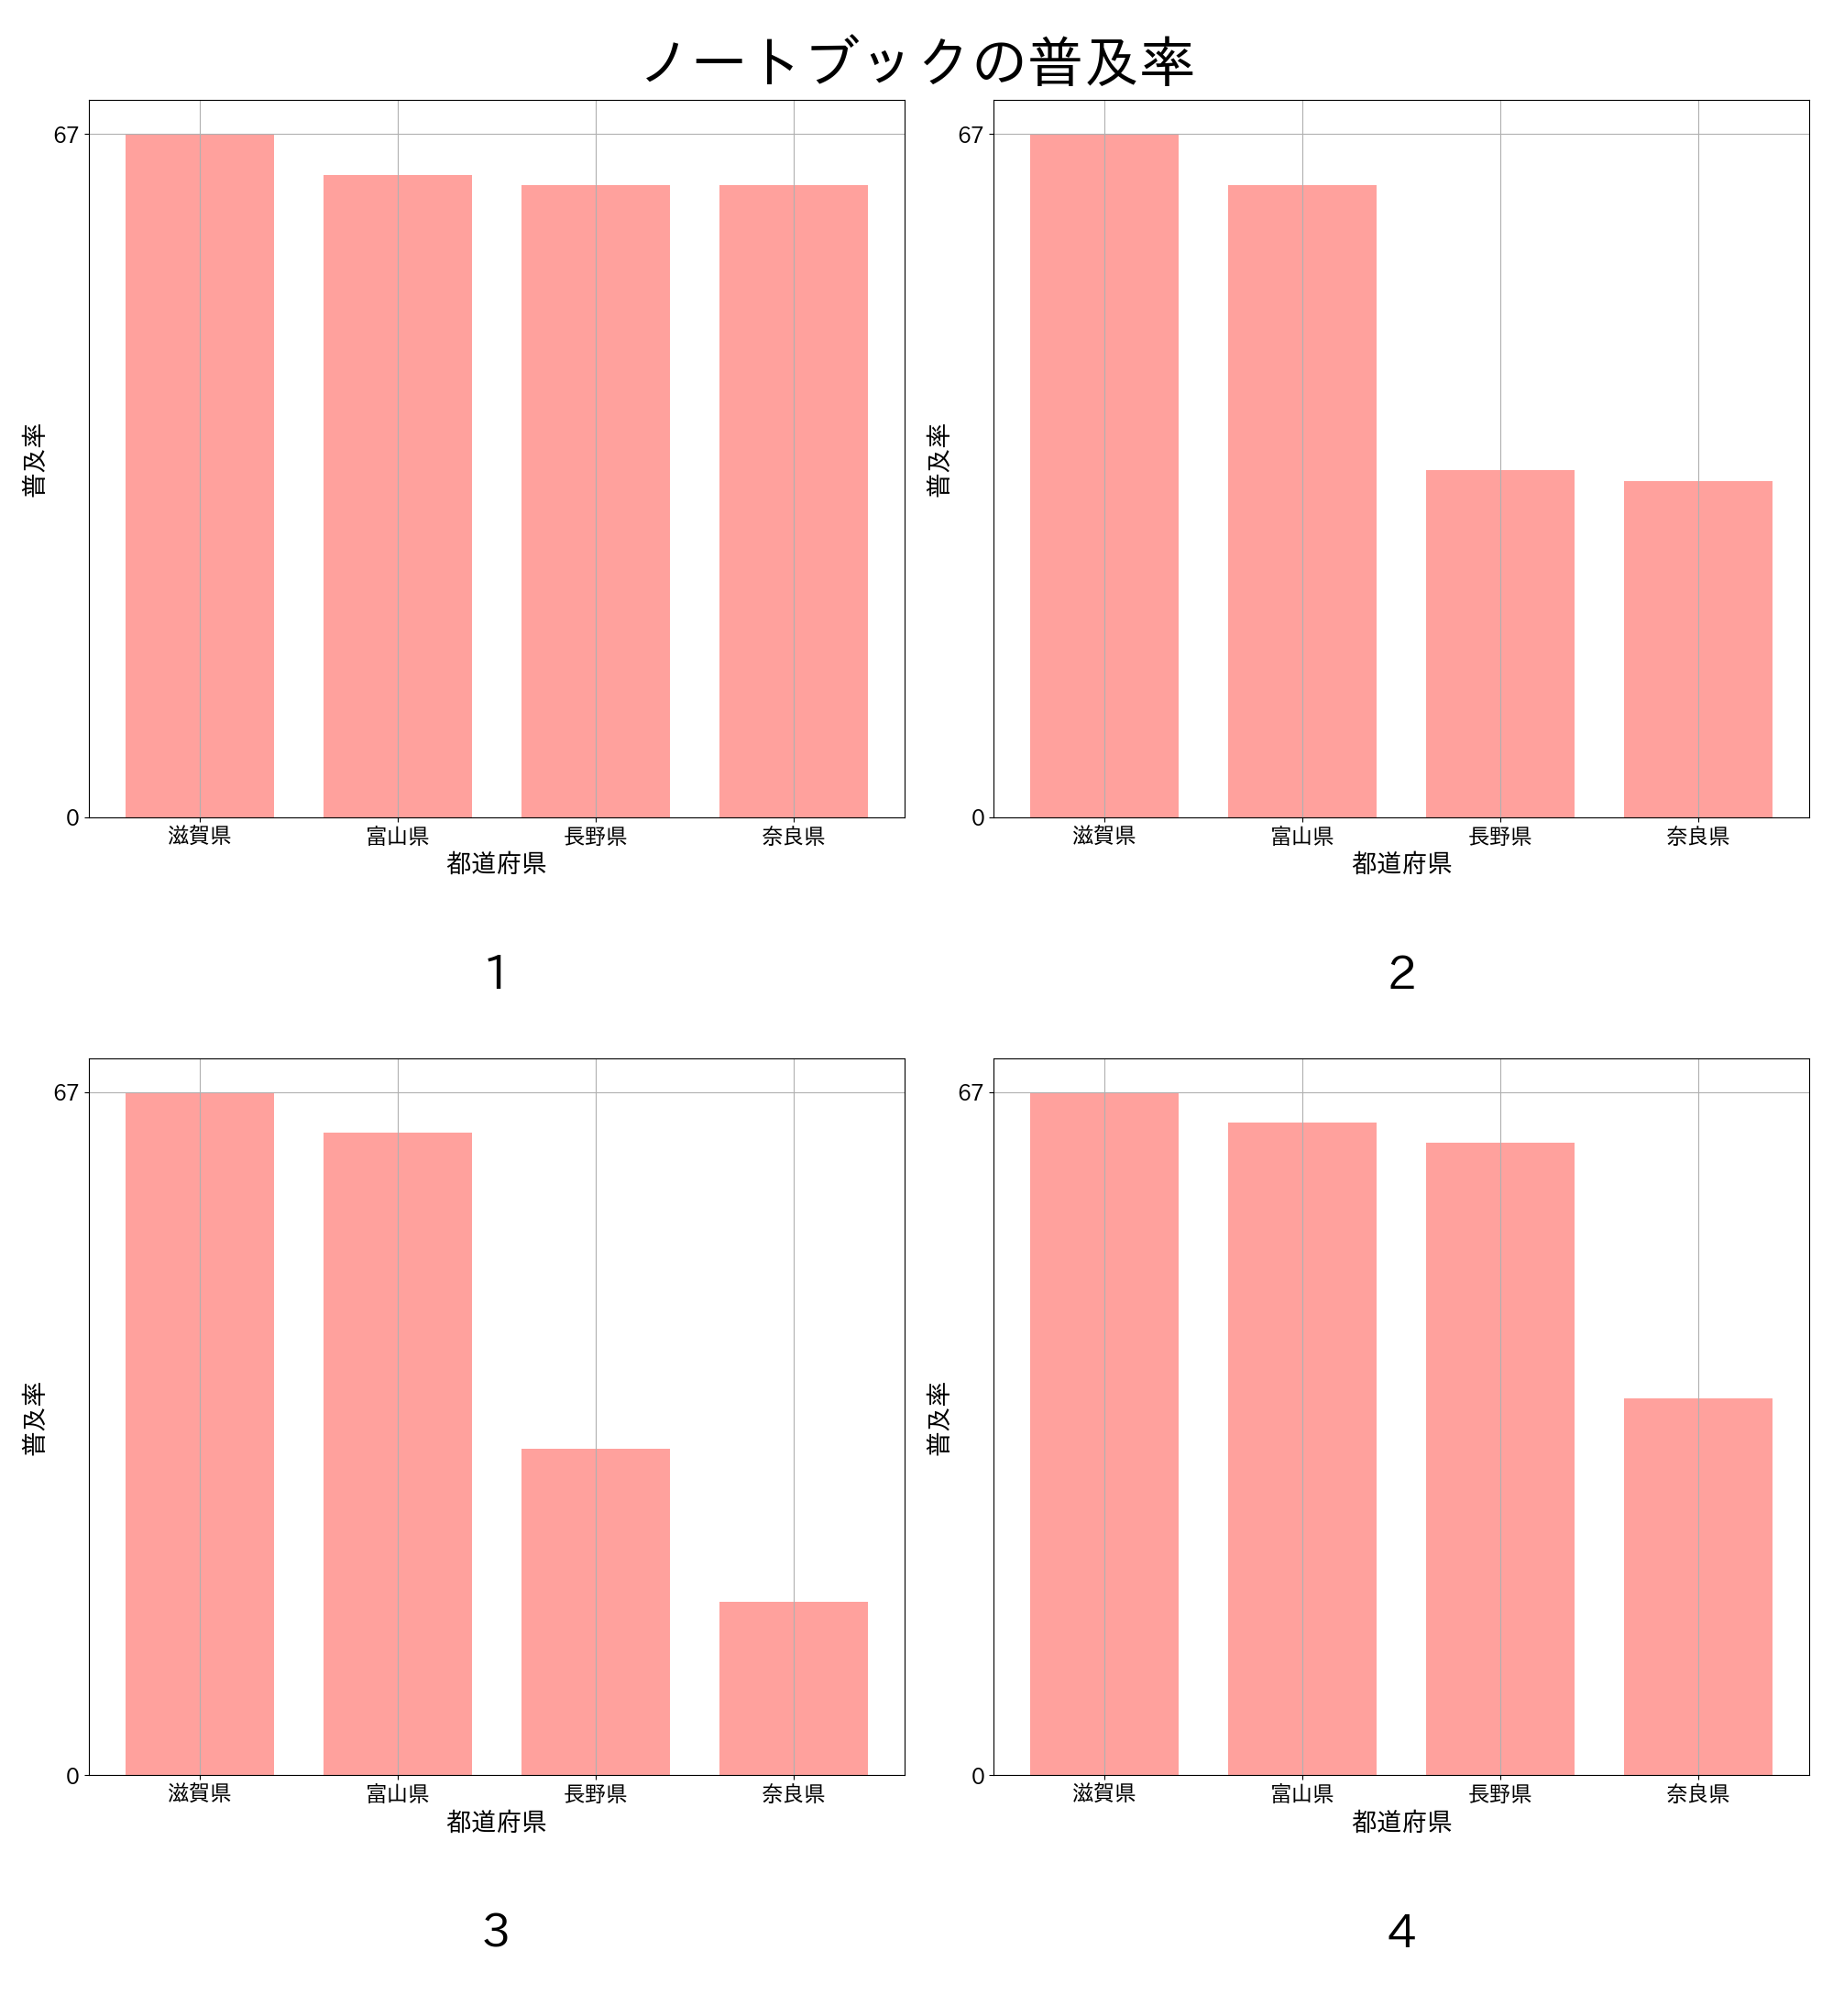 ノートブックの普及率
67
0
普及率
滋賀県 富山県 長野県 奈良県
都道府県
1
67
0
普及率
滋賀県 富山県 長野県 奈良県
都道府県
2
67
0
普及率
滋賀県 富山県 長野県 奈良県
都道府県
3
67
0
普及率
滋賀県 富山県 長野県 奈良県
都道府県
4